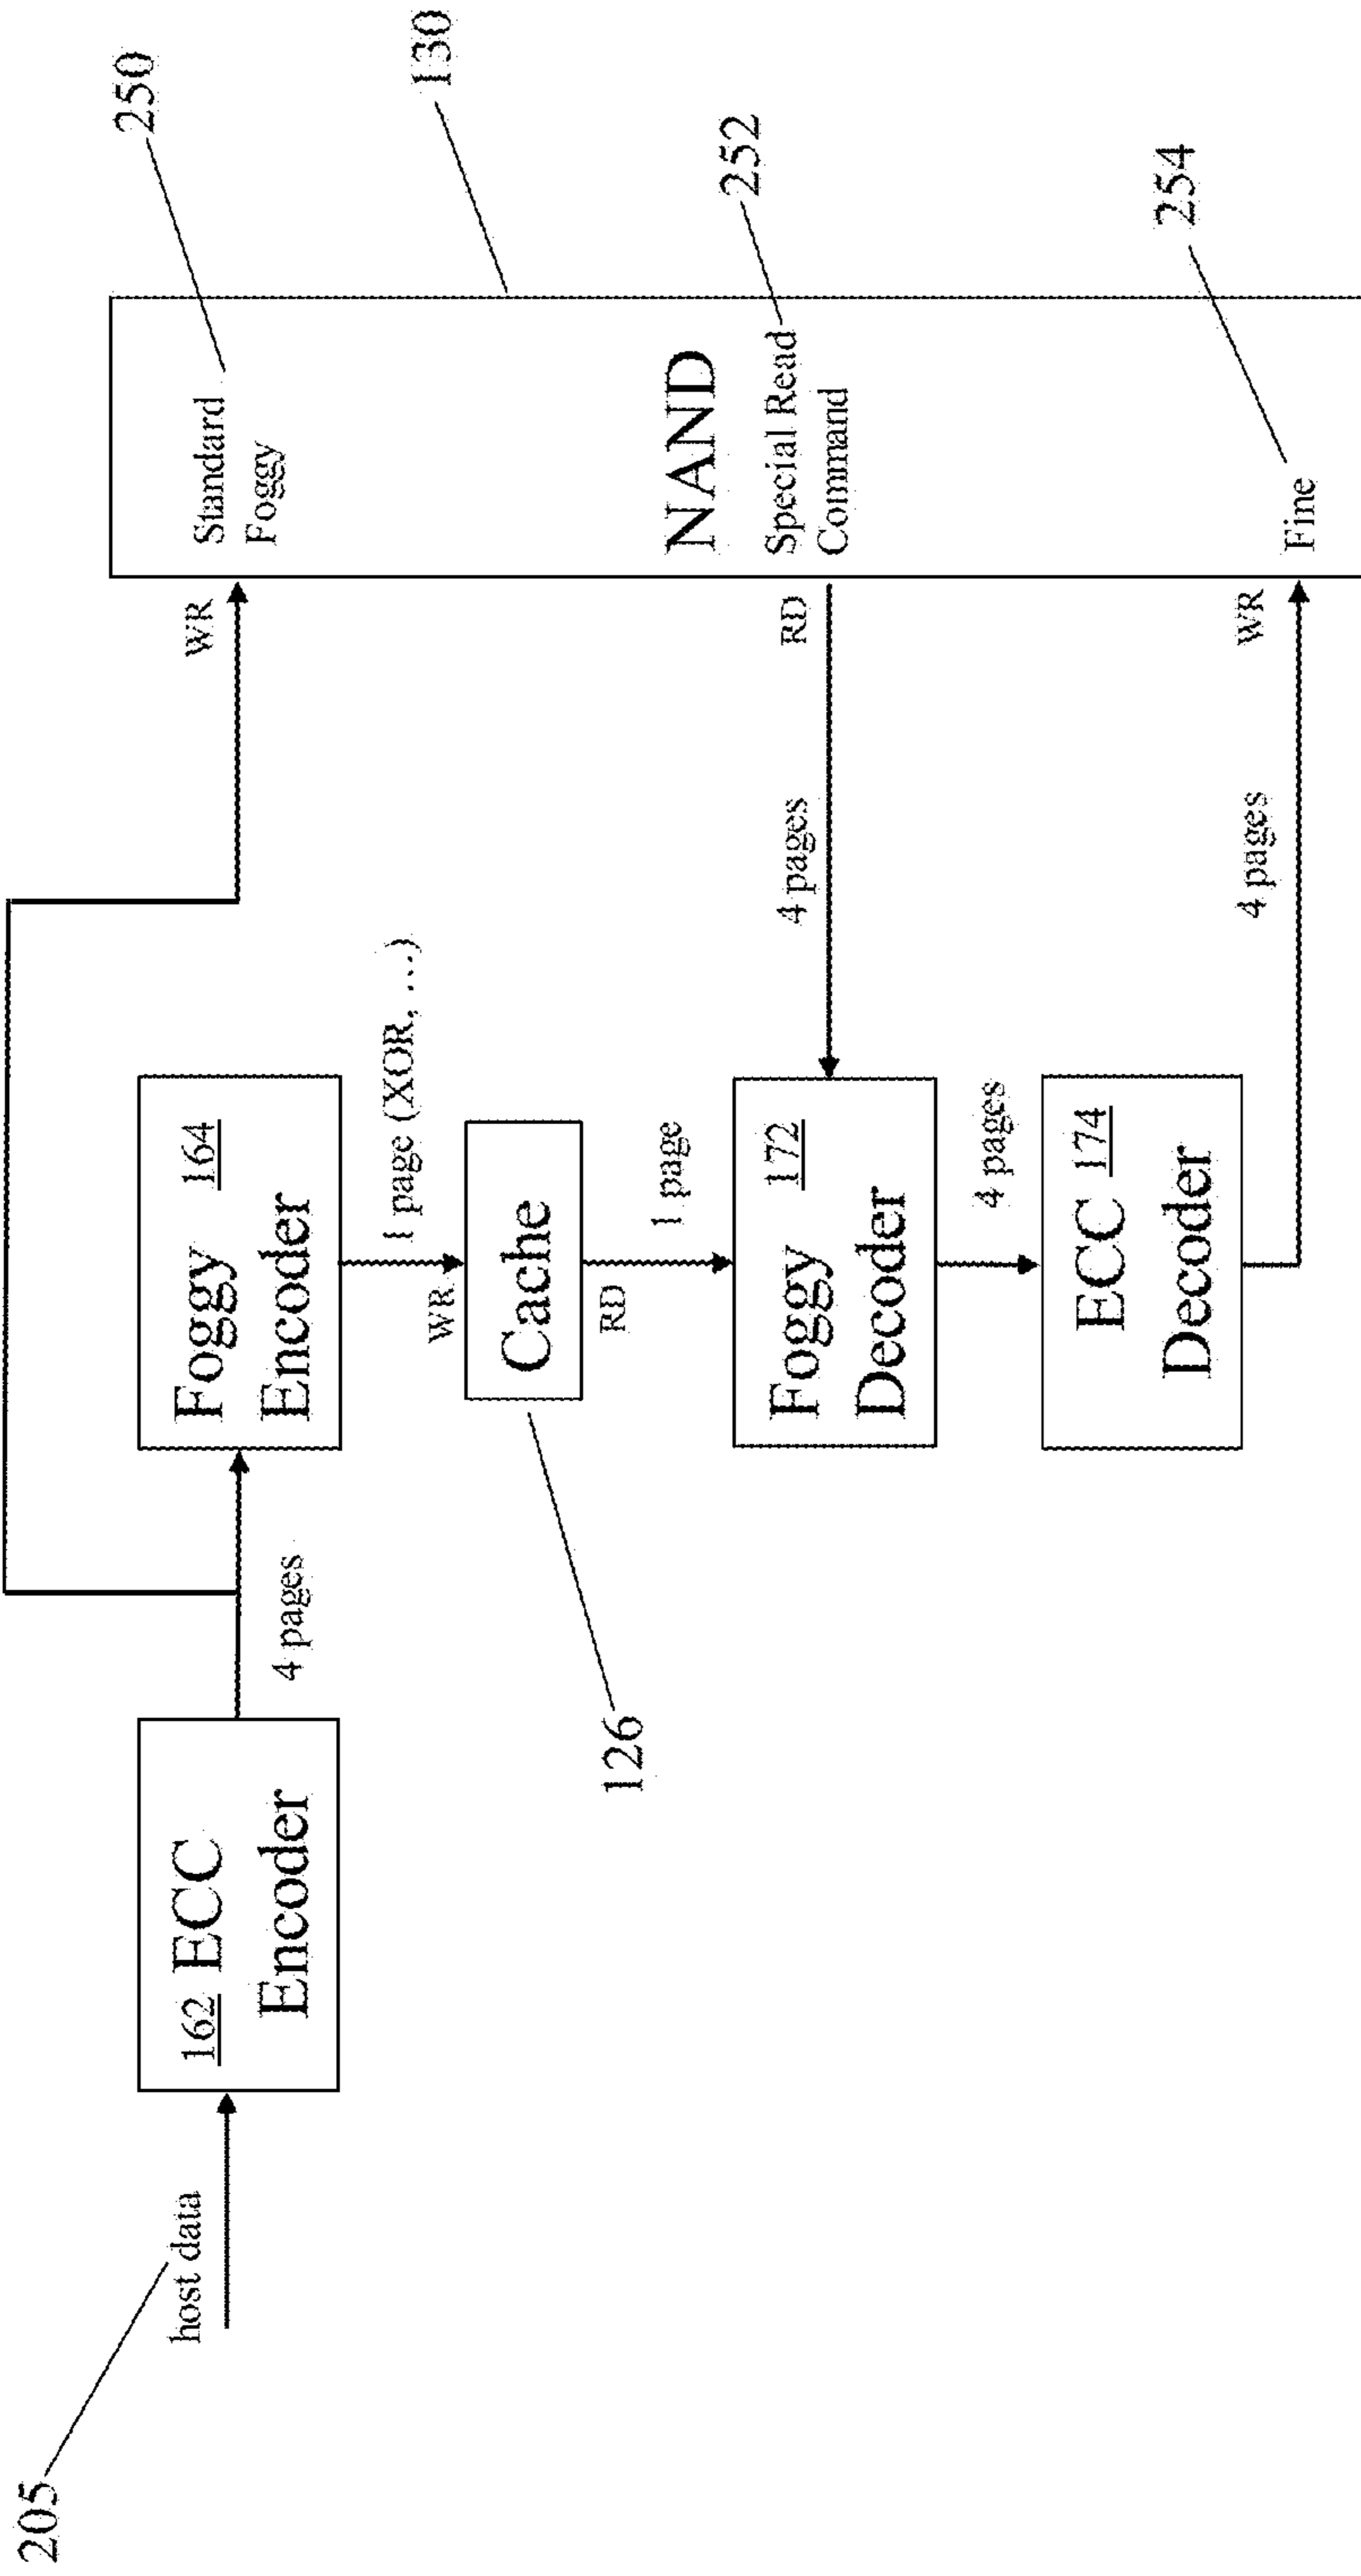 205
host data
162 ECC
Encoder
4 pages
Foggy 164
Encoder
WR
Standard
Foggy
250
130
1 page (XOR, ...)
WR
Cache
126
RD
1 page
NAND
Special Read
Command
252
RD
4 pages
Foggy 172
Decoder
4 pages
ECC 174
Decoder
4 pages
WR
Fine
254